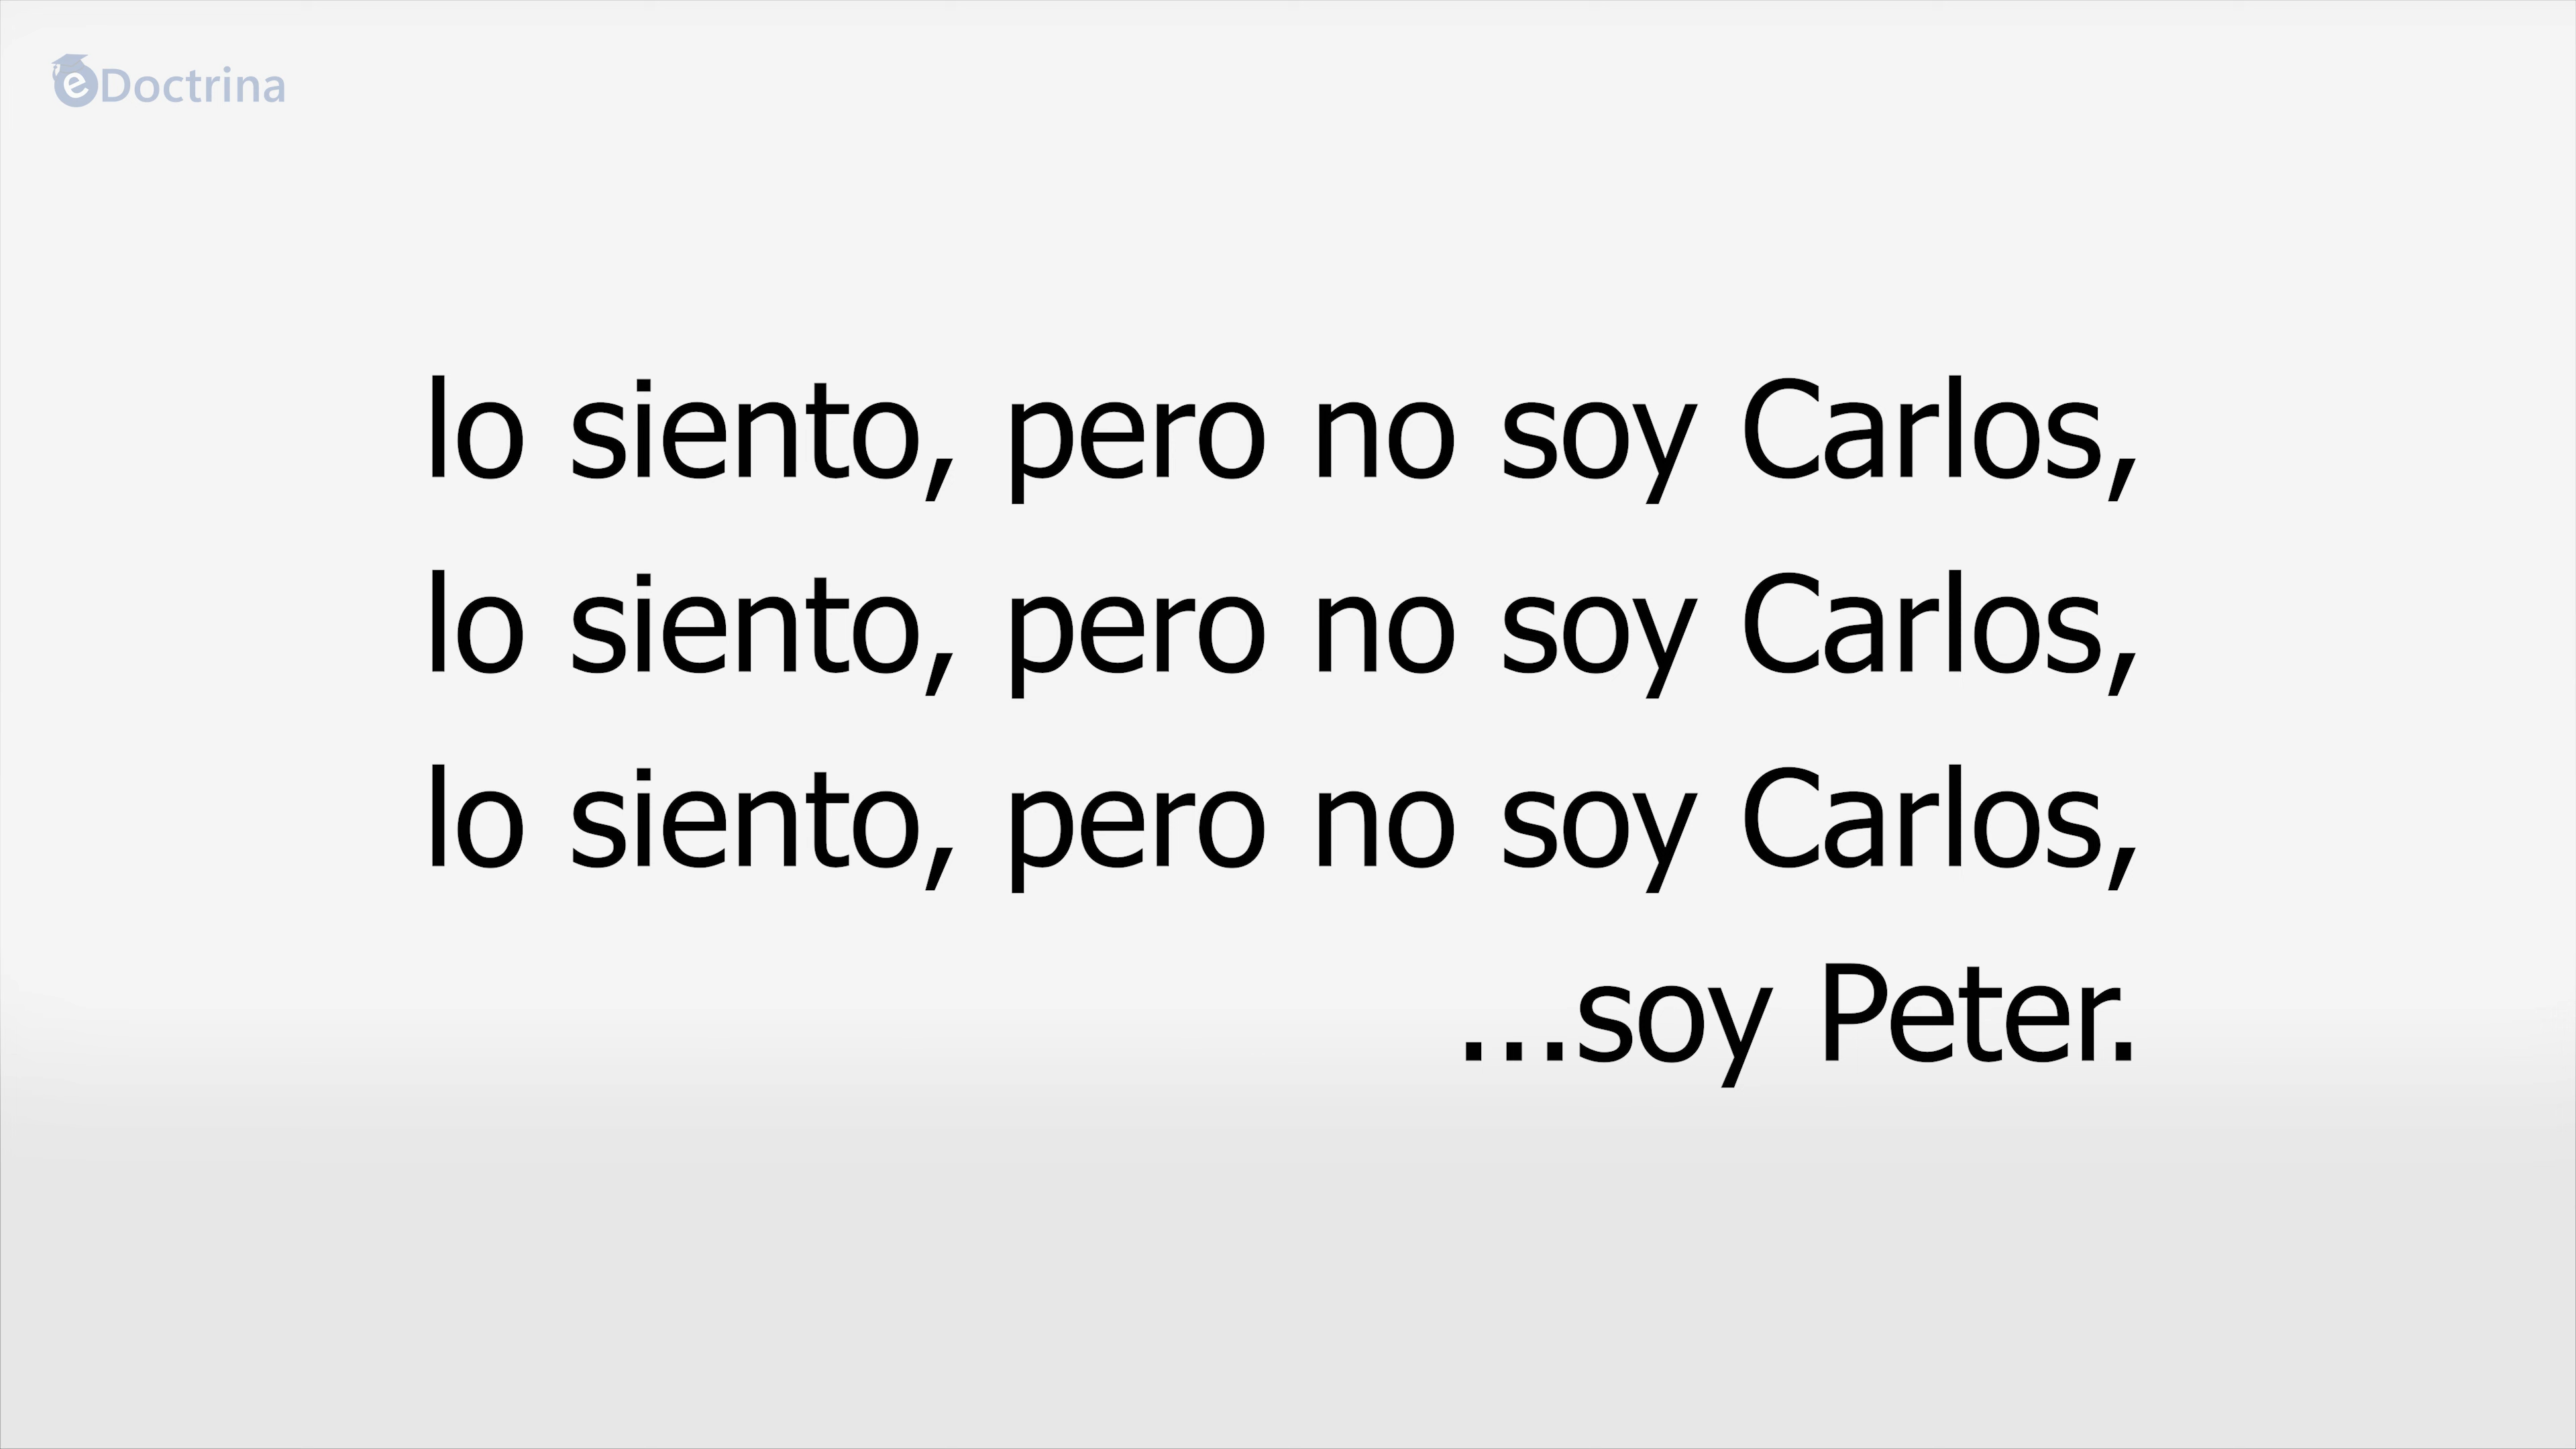 eDoctrina
lo siento, pero no soy Carlos,
lo siento, pero no soy Carlos,
lo siento, pero no soy Carlos,
...soy Peter.